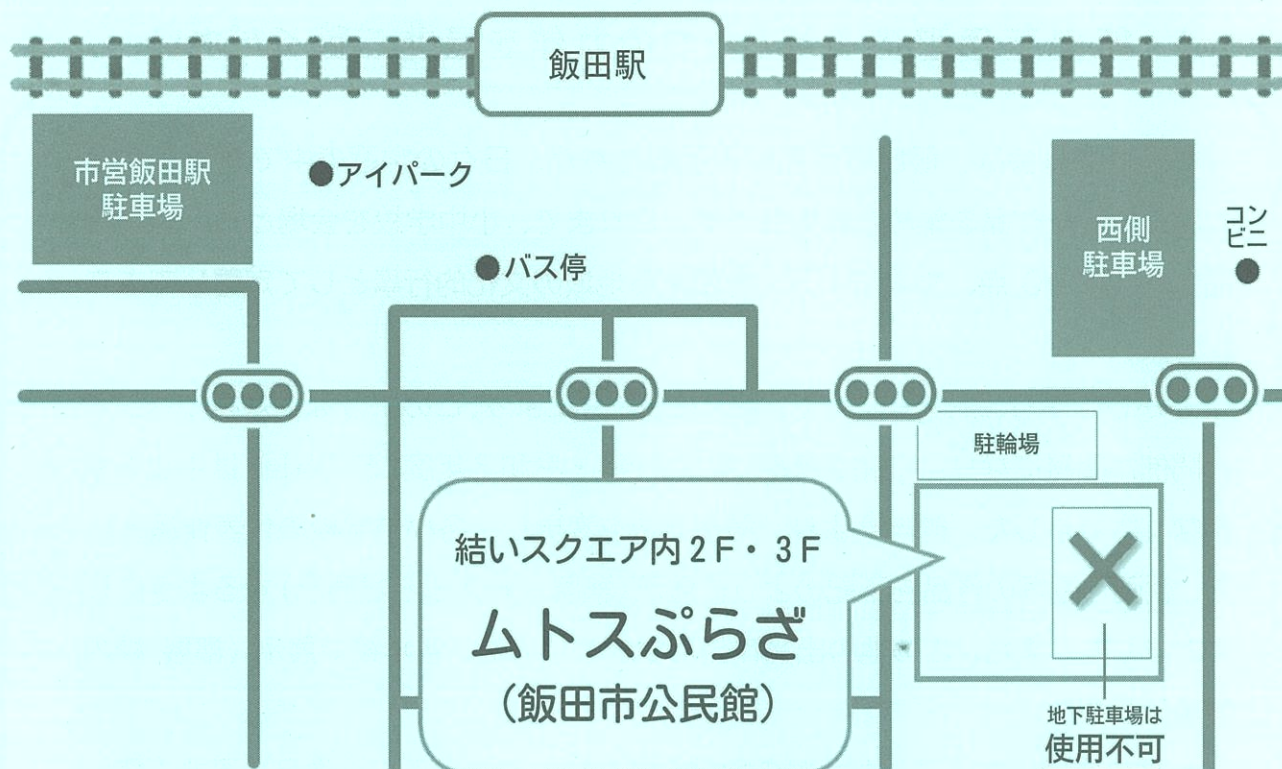 飯田駅
市営飯田駅
駐車場
●アイパーク
●バス停
西側
駐車場
コン
ビニ
駐輪場
結いスクエア内2F・3F
ムトスぷらざ
(飯田市公民館)
地下駐車場は
使用不可